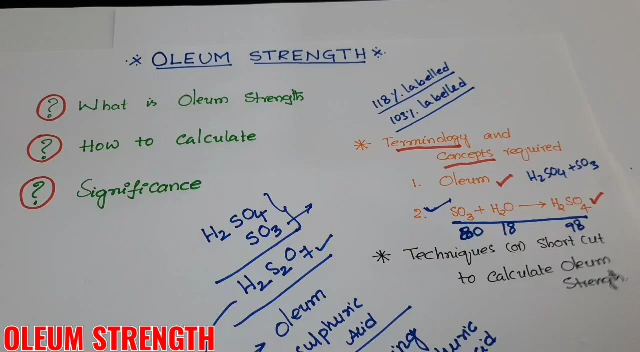 OLEUM STRENGTH
What is Oleum Strength
How to Calculate
Significance
118% labelled
103% labelled
Terminology and
Concepts required
1. Oleum
H2SO4+SO3
2. SO3 + H2O → H2SO4
80 18 98
Techniques (or) Short cut
to calculate Oleum
Strength
H2SO4
SO3
H2S2O7
Oleum
Sulphuric
Acid
Acid
OLEUM STRENGTH